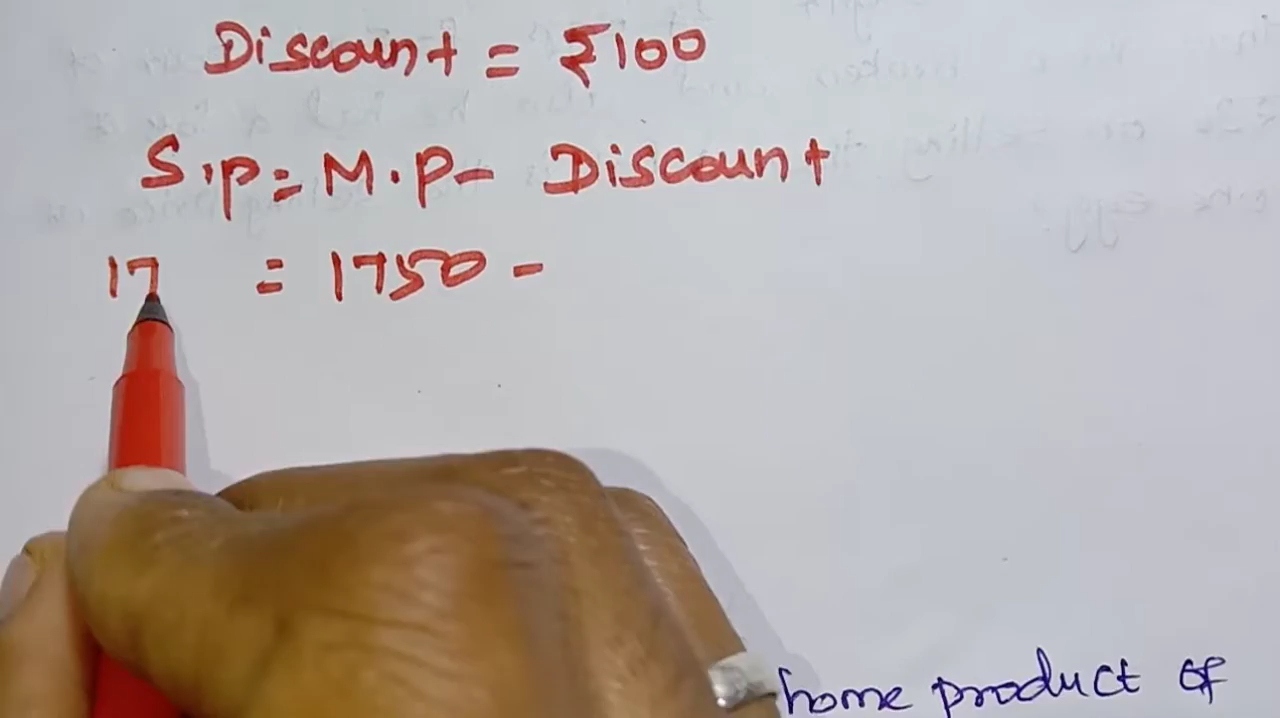 Discount = ₹100
S.p = M.P - Discount
17 = 1750 -
home product of